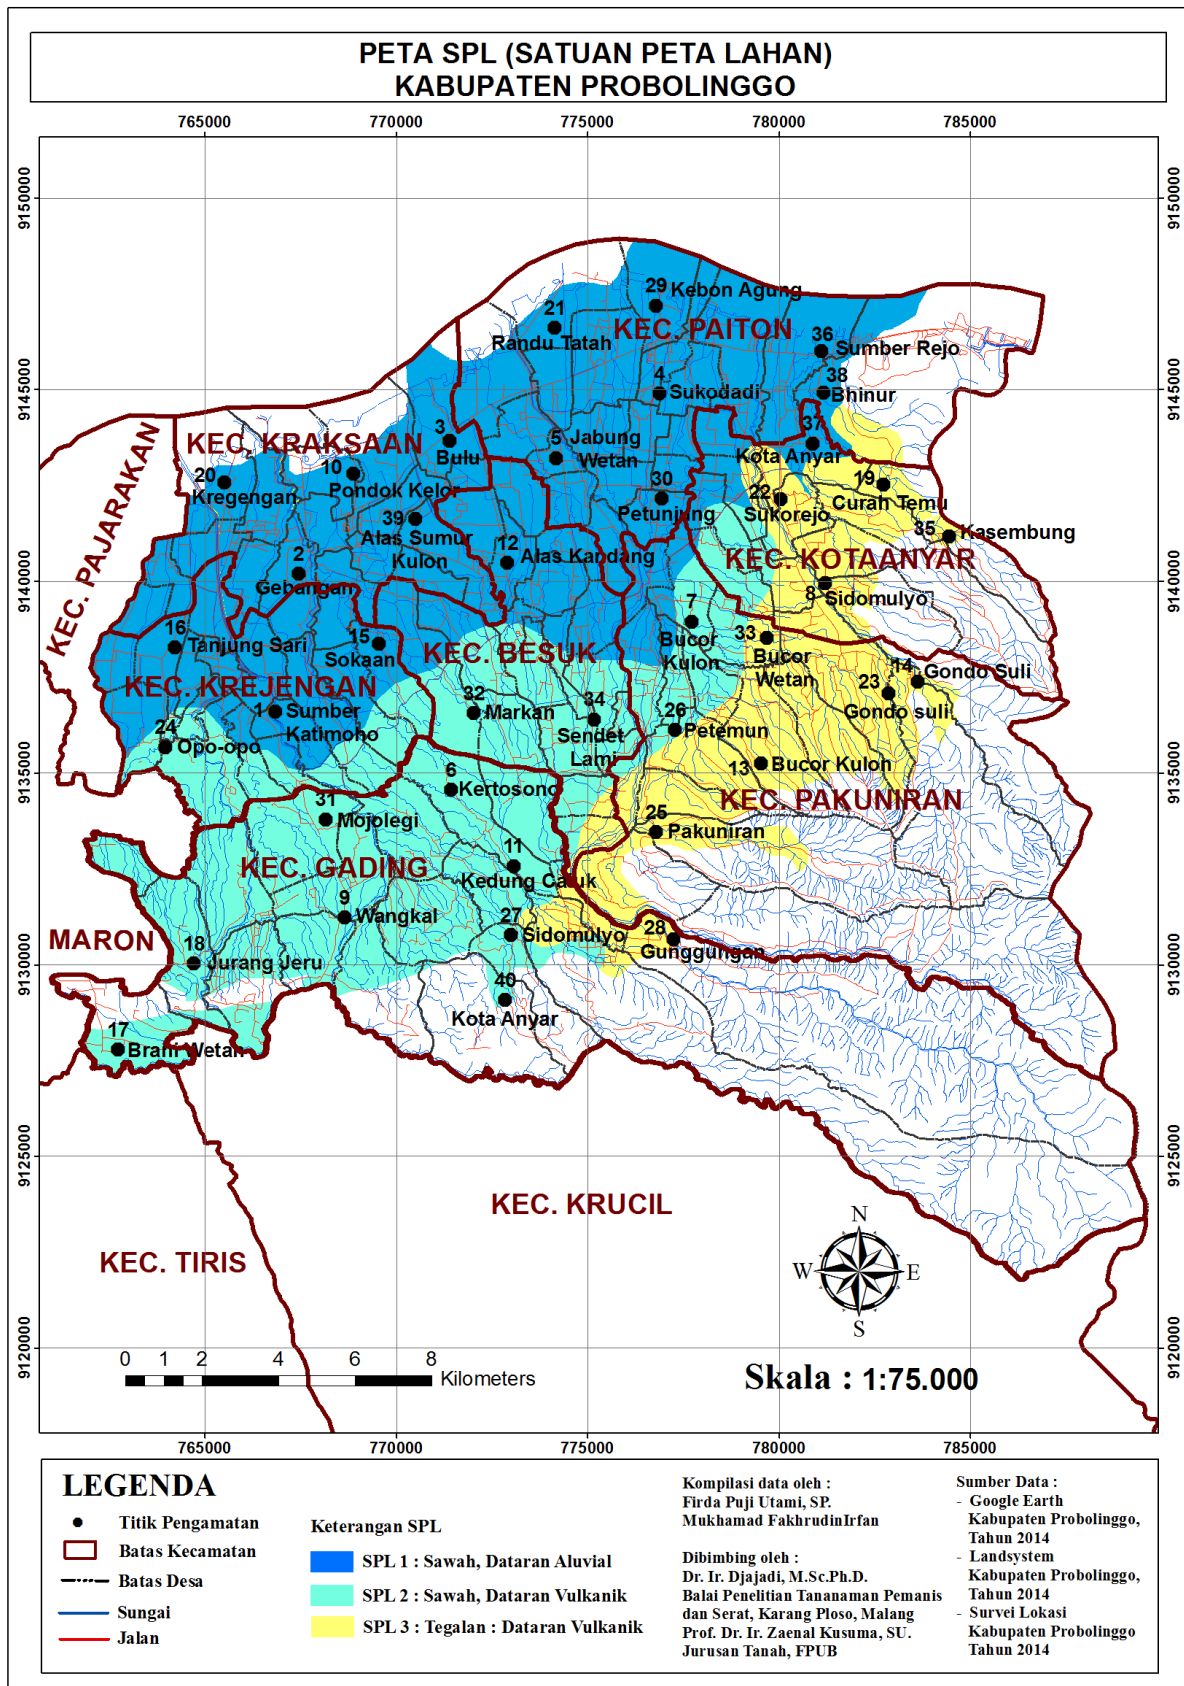 PETA SPL (SATUAN PETA LAHAN)
KABUPATEN PROBOLINGGO
765000 770000 775000 780000 785000
9150000 9150000
9145000 9145000
9140000 9140000
9135000 9135000
9130000 9130000
9125000 9125000
9120000 9120000
29 Kebon Agung
21
Randu Tatah
KEC. PAITON
36
Sumber Rejo
4
Sukodadi
38
Bhinur
KEC. KRAKSAAN
3
Bulu
5 Jabung
Wetan
37
Kota Anyar
KEC. PAJARAKAN
20
Kregengan
10
Pondok Kelor
30
Petunjung
22
Sukorejo
19
Curah Temu
39
Alas Sumur
Kulon
12
Alas Kandang
35 Kasembung
KEC. KOTAANYAR
2
Gebangan
8 Sidomulyo
16
Tanjung Sari
15
Sokaan
KEC. BESUK
7
Bucor
Kulon
33
Bucor
Wetan
14 Gondo Suli
23
Gondo suli
KEC. KREJENGAN
1 Sumber
Katimoho
32
Markan
34
Sendet
Lami
26
Petemun
24
Opo-opo
6
Kertosono
13 Bucor Kulon
KEC. PAKUNIRAN
31
Mojolegi
25
Pakuniran
KEC. GADING
11
Kedung Caluk
9
Wangkal
27
Sidomulyo
28
Gunggungan
MARON
18
Jurang Jeru
40
Kota Anyar
17
Brani Wetan
KEC. KRUCIL
KEC. TIRIS
N
W E
S
0 1 2 4 6 8
Kilometers
Skala : 1:75.000
765000 770000 775000 780000 785000
LEGENDA
Titik Pengamatan
Batas Kecamatan
Batas Desa
Sungai
Jalan
Keterangan SPL
SPL 1 : Sawah, Dataran Aluvial
SPL 2 : Sawah, Dataran Vulkanik
SPL 3 : Tegalan : Dataran Vulkanik
Kompilasi data oleh :
Firda Puji Utami, SP.
Mukhamad FakhrudinIrfan
Dibimbing oleh :
Dr. Ir. Djajadi, M.Sc.Ph.D.
Balai Penelitian Tananaman Pemanis
dan Serat, Karang Ploso, Malang
Prof. Dr. Ir. Zaenal Kusuma, SU.
Jurusan Tanah, FPUB
Sumber Data :
- Google Earth
Kabupaten Probolinggo,
Tahun 2014
- Landsystem
Kabupaten Probolinggo,
Tahun 2014
- Survei Lokasi
Kabupaten Probolinggo
Tahun 2014